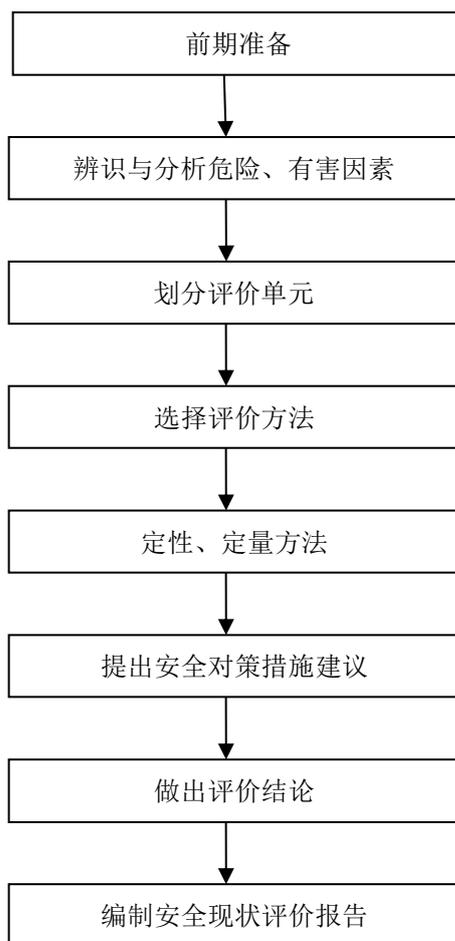 前期准备
辨识与分析危险、有害因素
划分评价单元
选择评价方法
定性、定量方法
提出安全对策措施建议
做出评价结论
编制安全现状评价报告